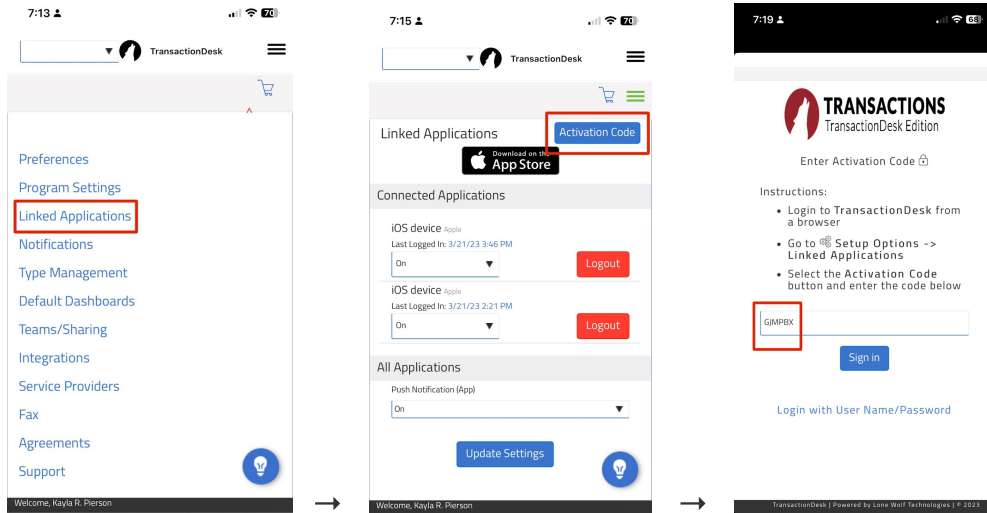 7:13
70
TransactionDesk
Preferences
Program Settings
Linked Applications
Notifications
Type Management
Default Dashboards
Teams/Sharing
Integrations
Service Providers
Fax
Agreements
Support
Welcome, Kayla R. Pierson
→
7:15
70
TransactionDesk
Linked Applications
Activation Code
Download on the
App Store
Connected Applications
iOS device Apple
Last Logged In: 3/21/23 3:46 PM
On
Logout
iOS device Apple
Last Logged In: 3/21/23 2:21 PM
On
Logout
All Applications
Push Notification (App)
On
Update Settings
Welcome, Kayla R. Pierson
→
7:19
68
TRANSACTIONS
TransactionDesk Edition
Enter Activation Code
Instructions:
• Login to TransactionDesk from
a browser
• Go to Setup Options ->
Linked Applications
• Select the Activation Code
button and enter the code below
GJMPBX
Sign in
Login with User Name/Password
TransactionDesk | Powered by Lone Wolf Technologies | © 2023